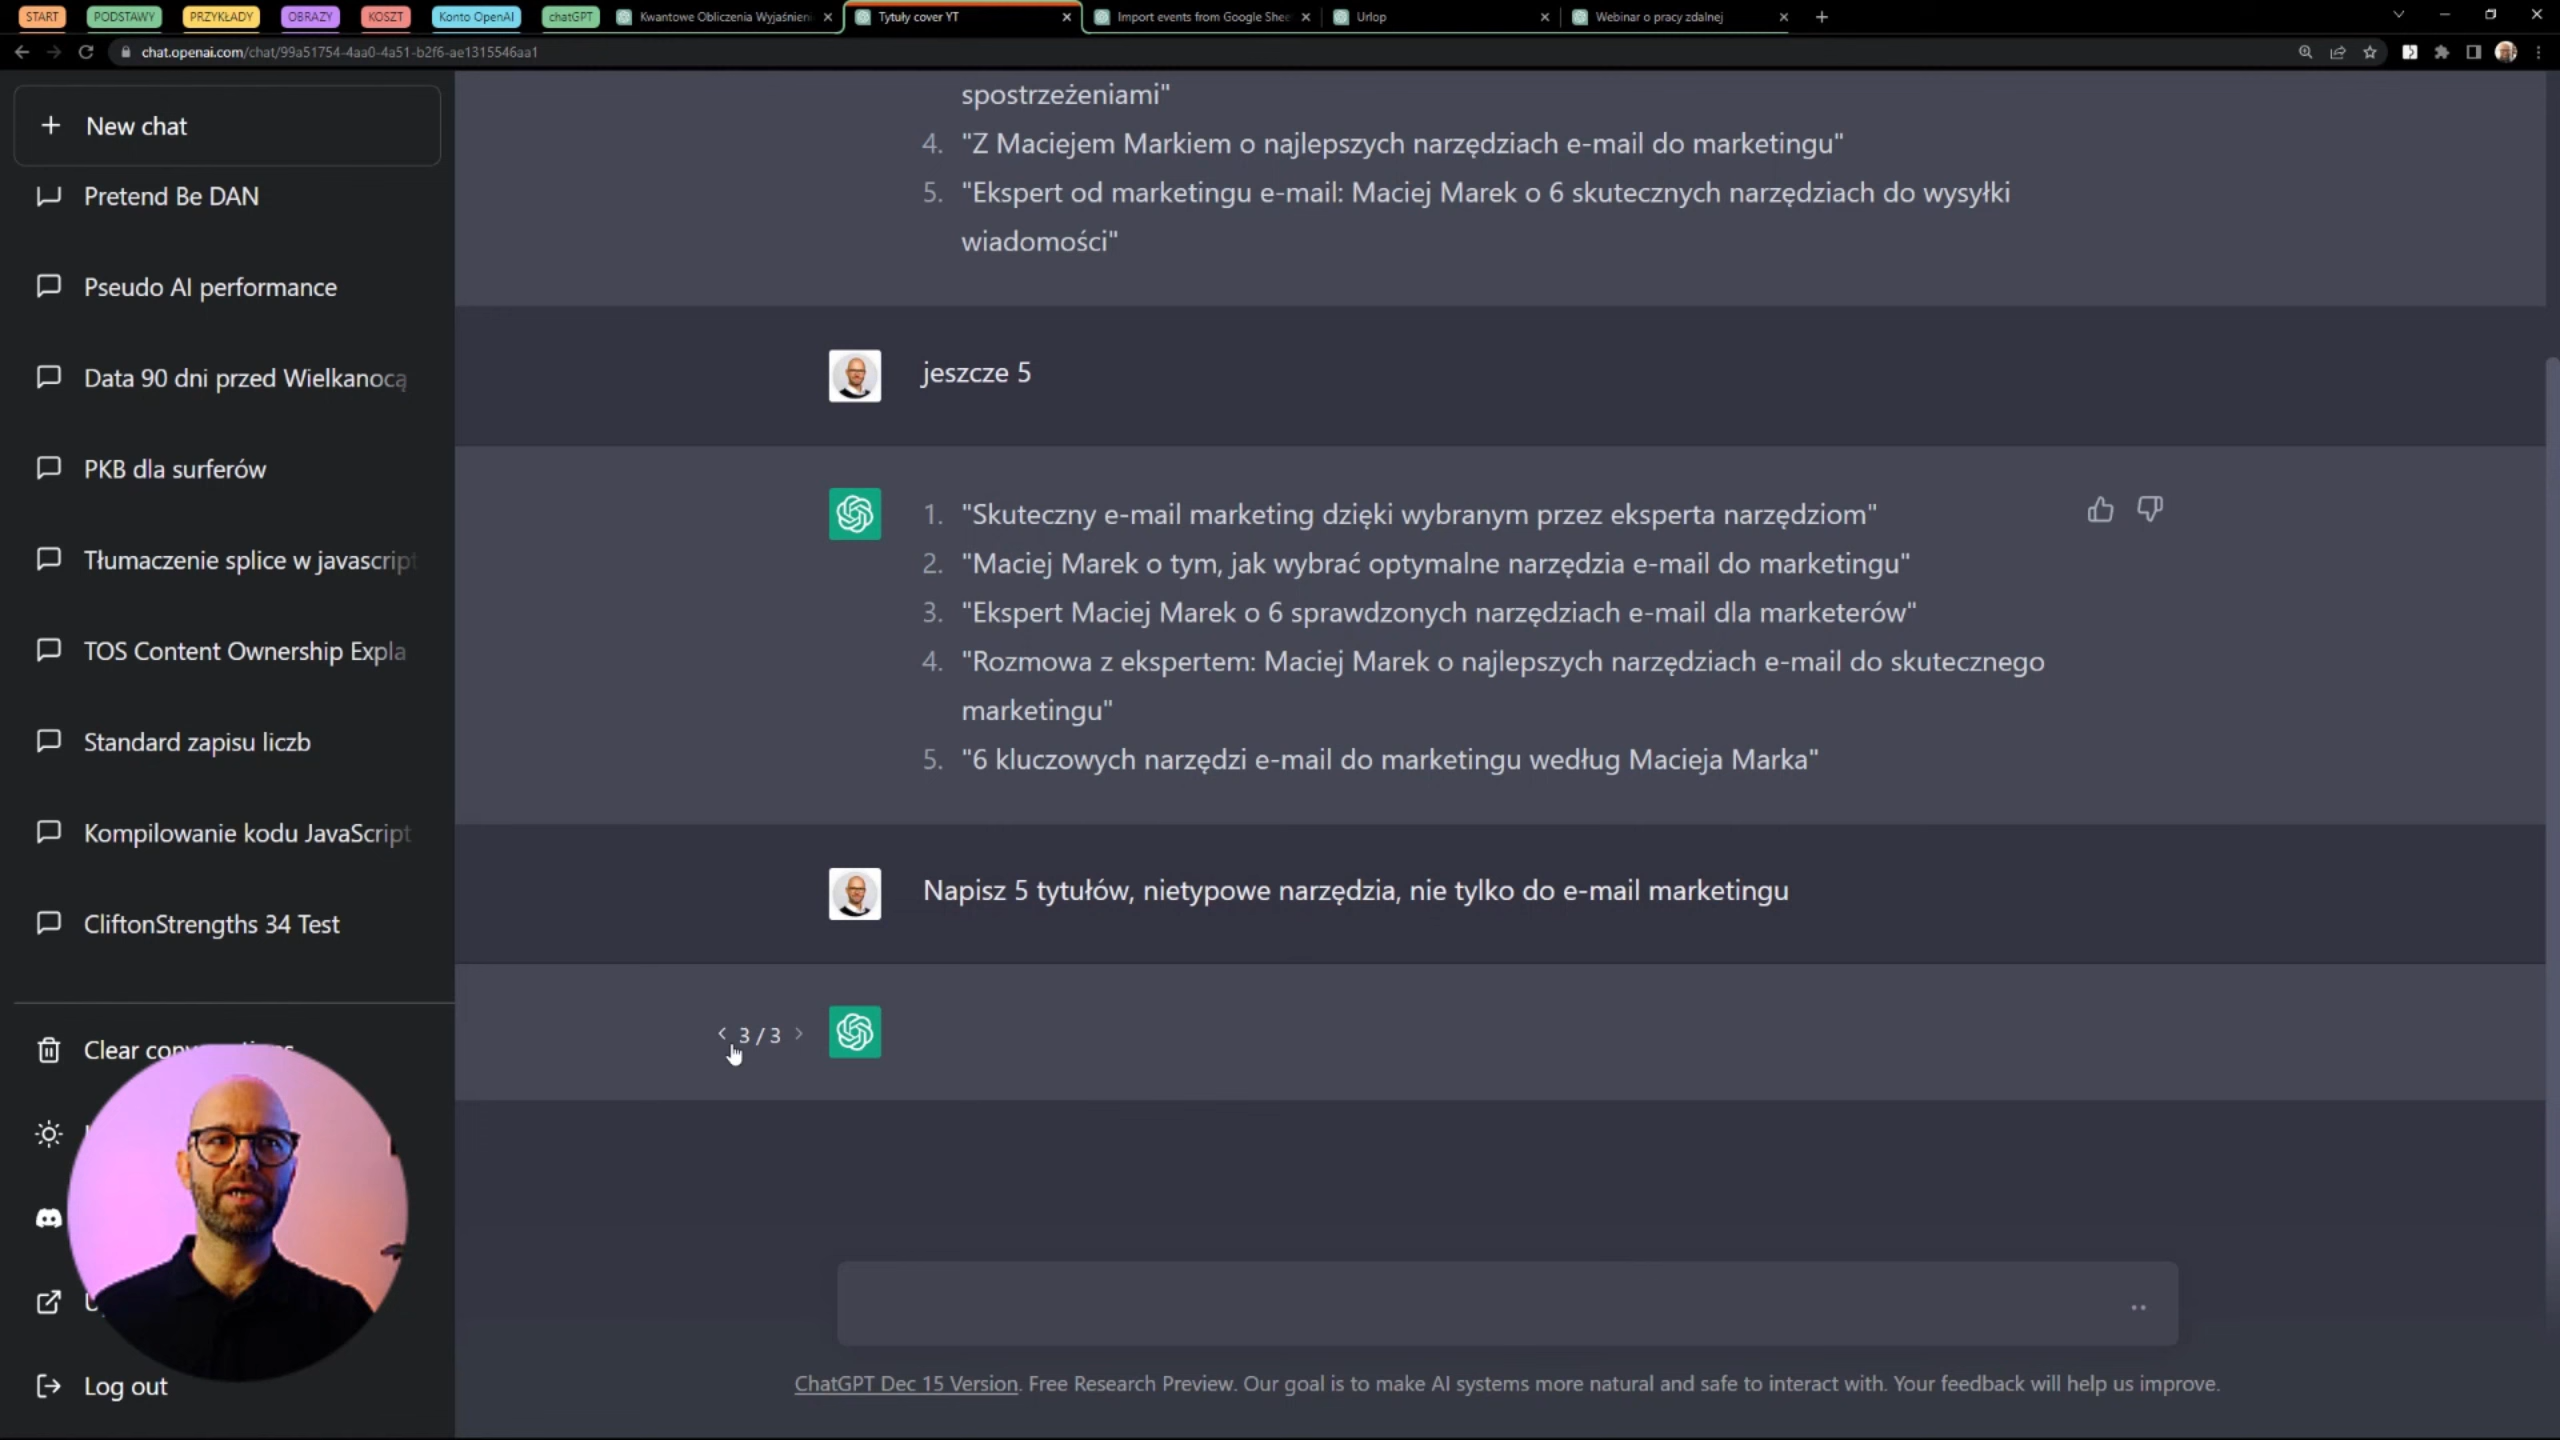 START PODSTAWY PRZYKŁADY OBRAZY KOSZT Konto OpenAI chatGPT Kwantowe Obliczenia Wyjaśnien Tytuły cover YT Import events from Google Shee Urlop Webinar o pracy zdalnej
chat.openai.com/chat/99a51754-4aa0-4a51-b2f6-ae1315546aa1
New chat
Pretend Be DAN
Pseudo AI performance
Data 90 dni przed Wielkanocą
PKB dla surferów
Tłumaczenie splice w javascript
TOS Content Ownership Expla
Standard zapisu liczb
Kompilowanie kodu JavaScript
CliftonStrengths 34 Test
Clear
Log out
spostrzeżeniami"
4. "Z Maciejem Markiem o najlepszych narzędziach e-mail do marketingu"
5. "Ekspert od marketingu e-mail: Maciej Marek o 6 skutecznych narzędziach do wysyłki
wiadomości"
jeszcze 5
1. "Skuteczny e-mail marketing dzięki wybranym przez eksperta narzędziom"
2. "Maciej Marek o tym, jak wybrać optymalne narzędzia e-mail do marketingu"
3. "Ekspert Maciej Marek o 6 sprawdzonych narzędziach e-mail dla marketerów"
4. "Rozmowa z ekspertem: Maciej Marek o najlepszych narzędziach e-mail do skutecznego
marketingu"
5. "6 kluczowych narzędzi e-mail do marketingu według Macieja Marka"
Napisz 5 tytułów, nietypowe narzędzia, nie tylko do e-mail marketingu
< 3 / 3 >
ChatGPT Dec 15 Version. Free Research Preview. Our goal is to make AI systems more natural and safe to interact with. Your feedback will help us improve.